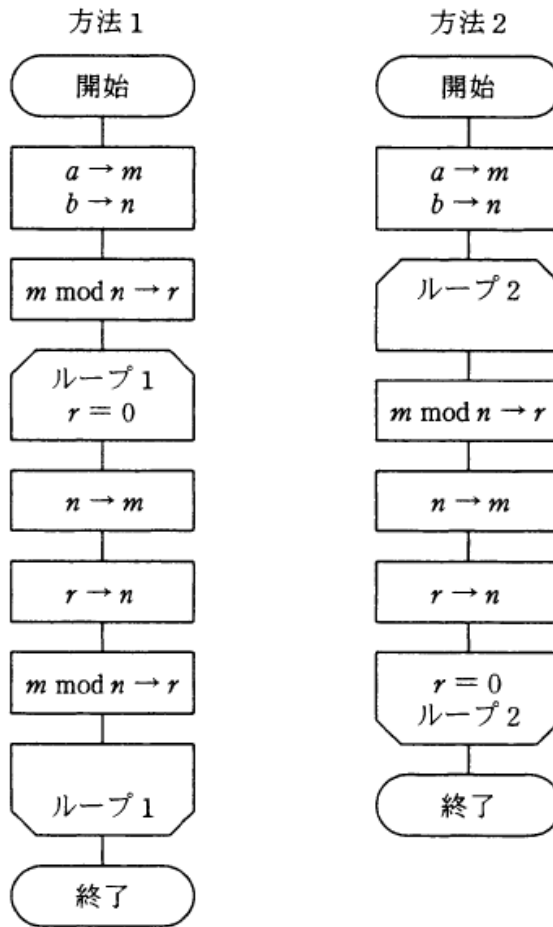 方法1
開始
a → m
b → n
m mod n → r
ループ1
r = 0
n → m
r → n
m mod n → r
ループ1
終了
方法2
開始
a → m
b → n
ループ2
m mod n → r
n → m
r → n
r = 0
ループ2
終了